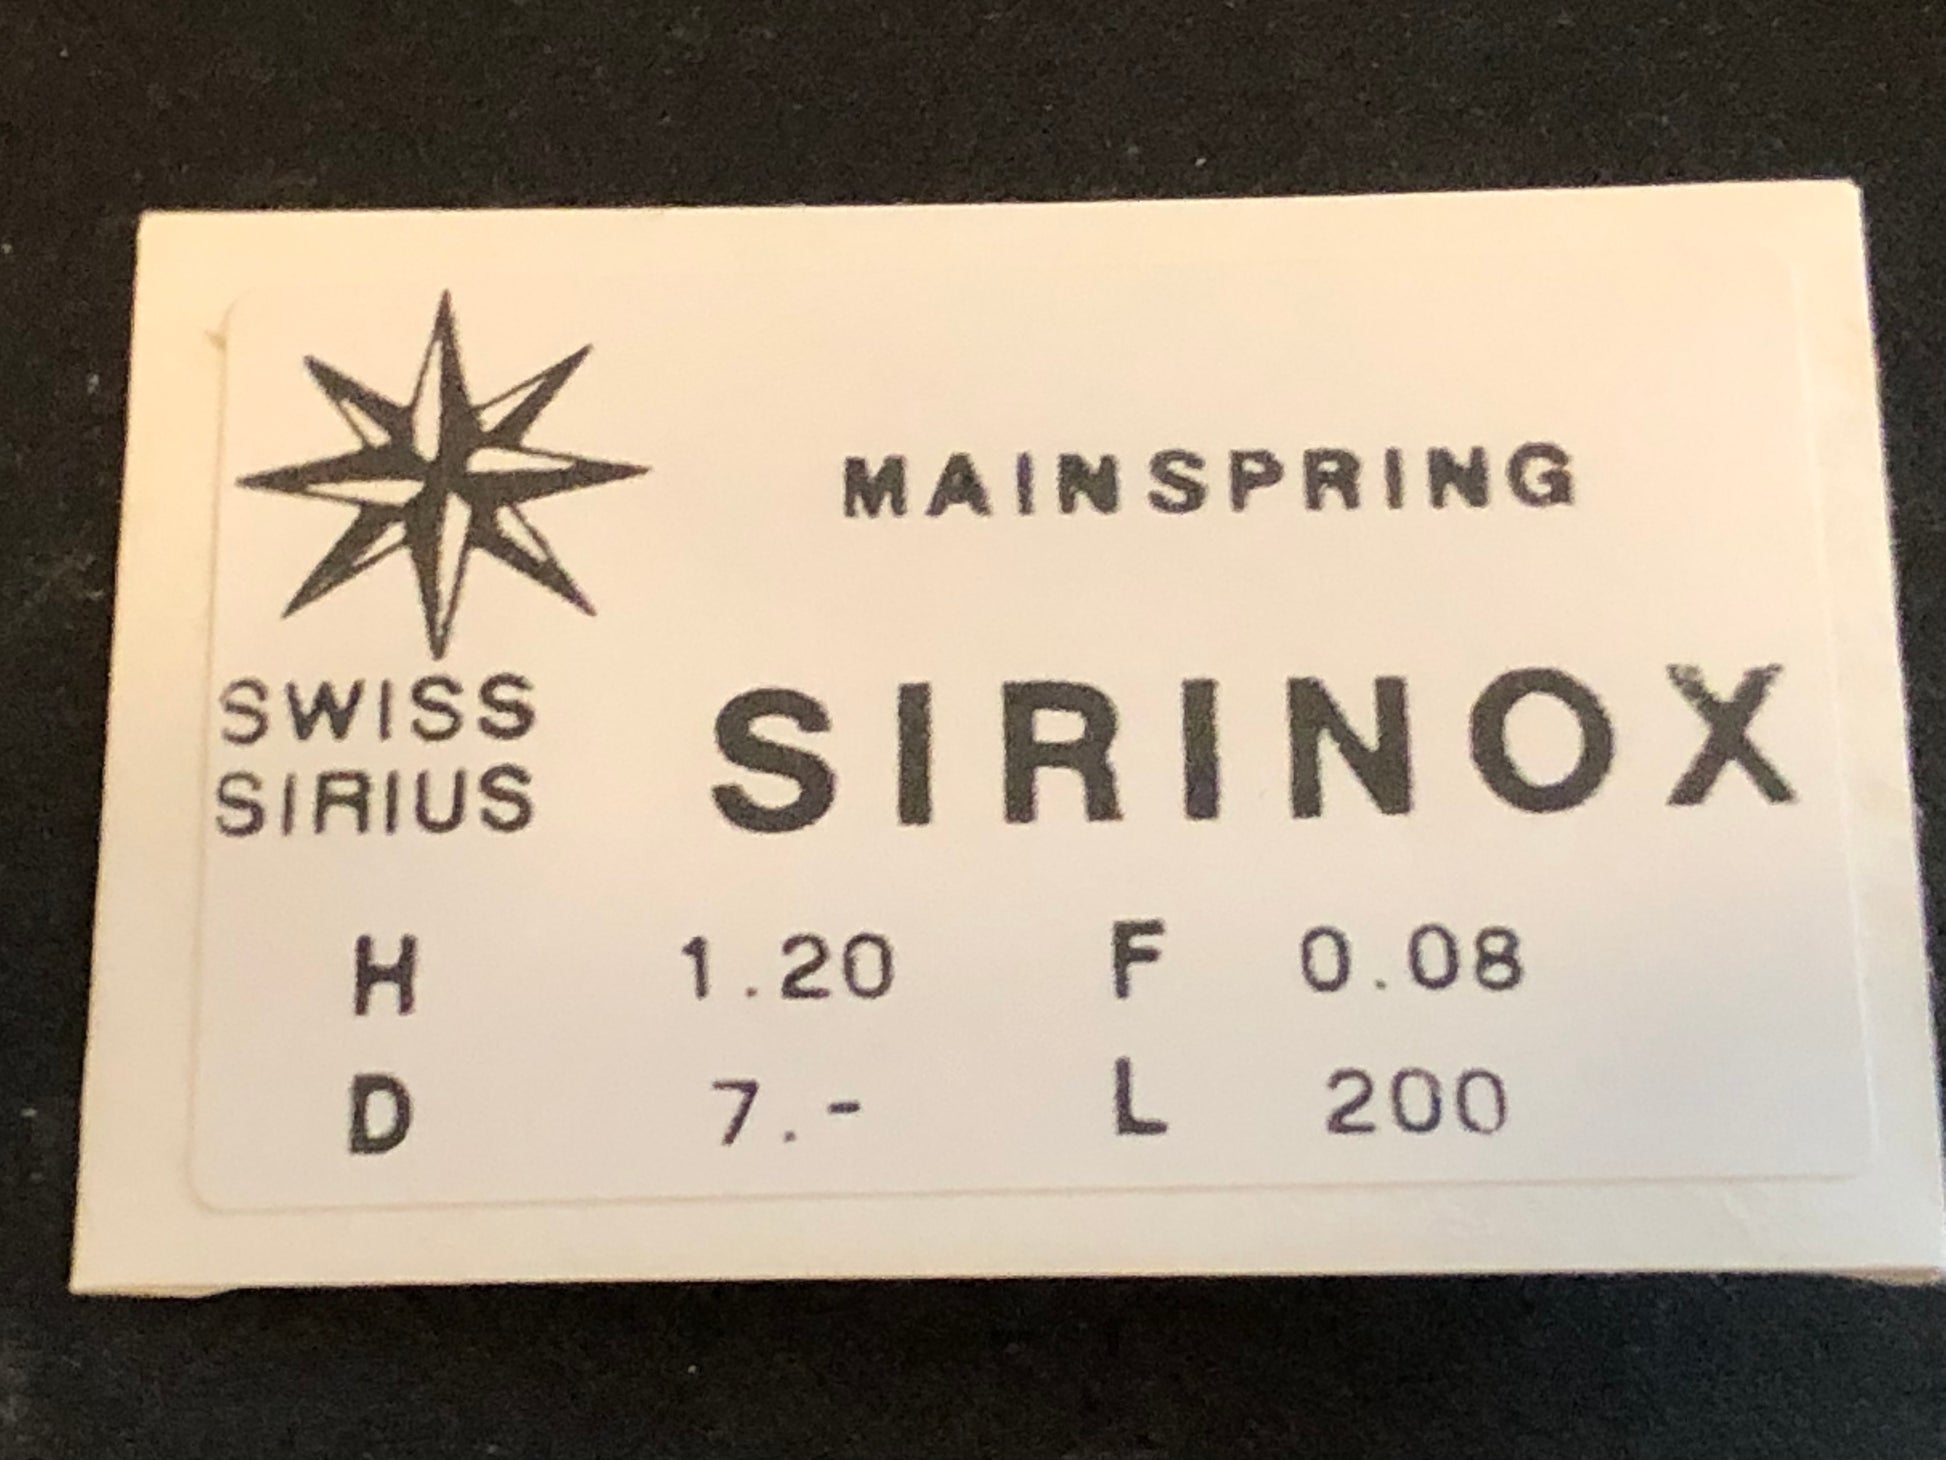 MAINSPRING
SWISS
SIRIUS
SIRINOX
H 1.20 F 0.08
D 7.- L 200